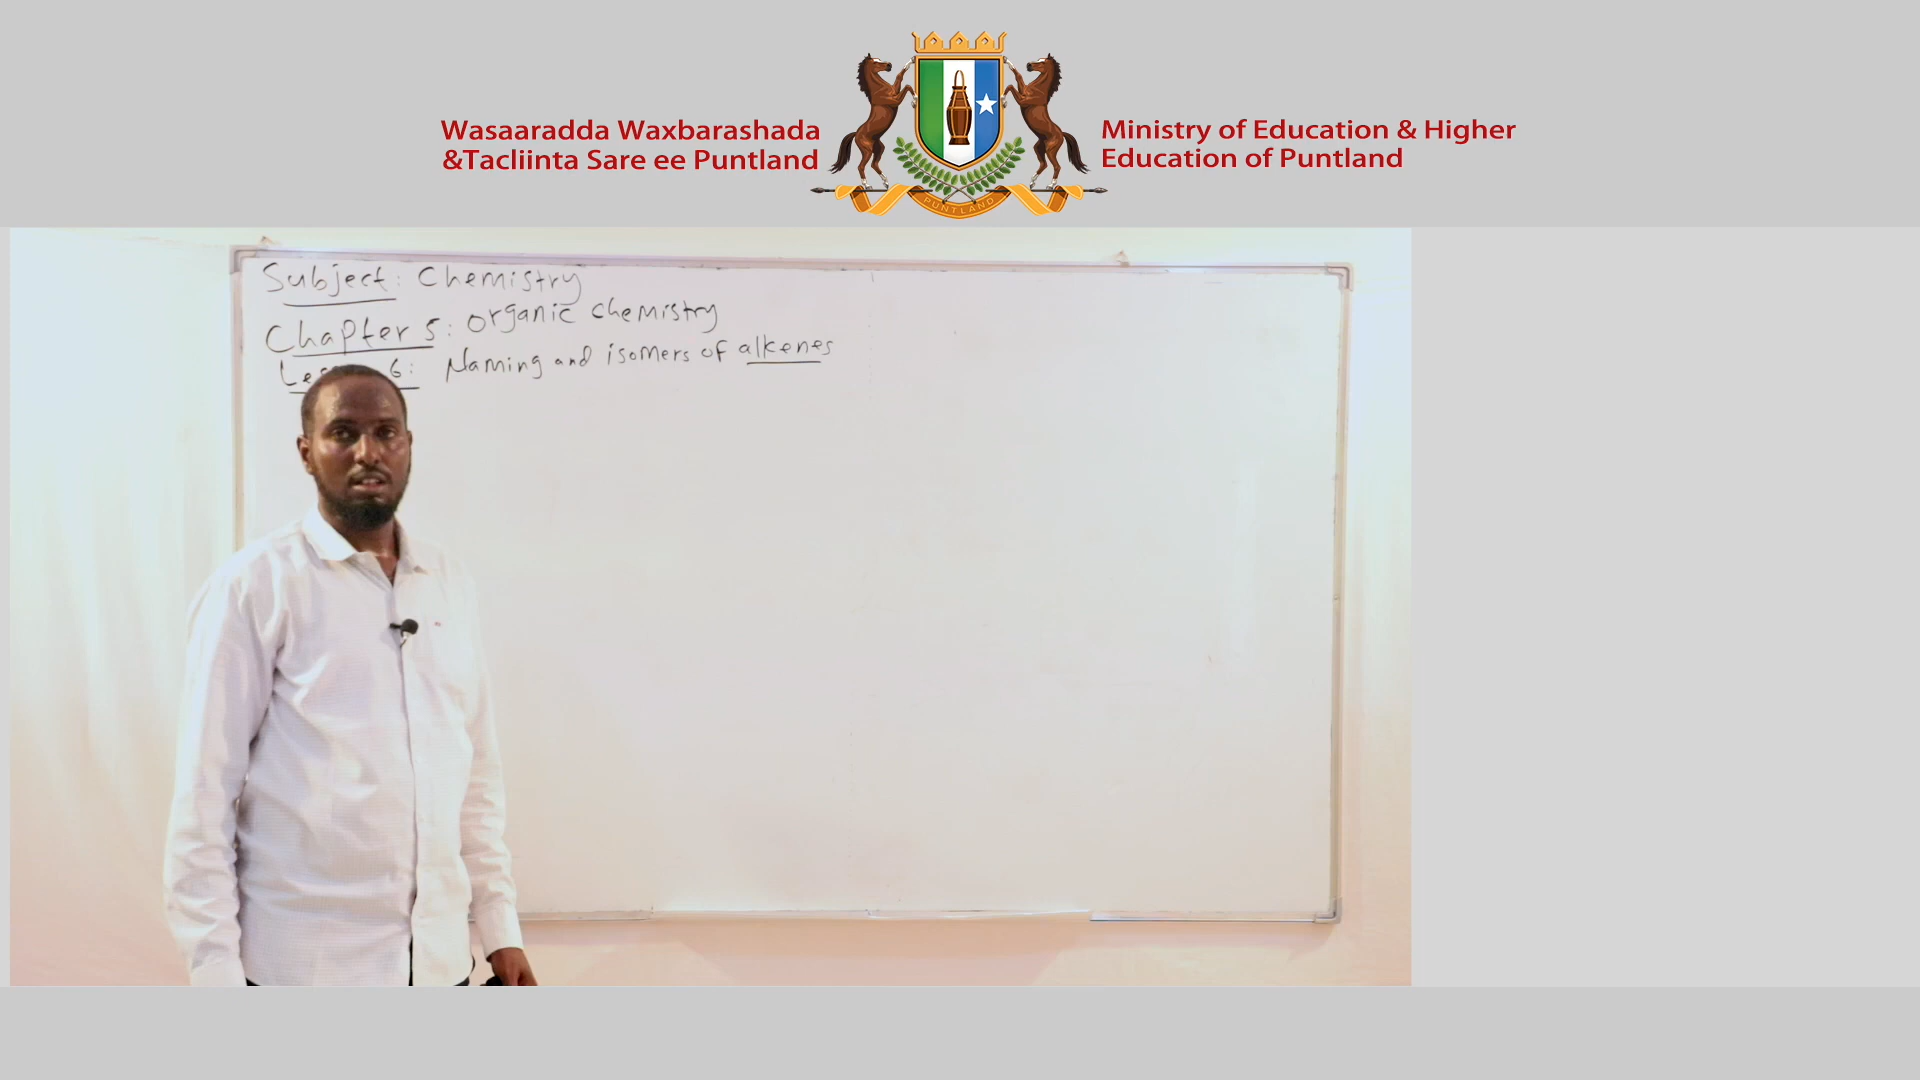 Wasaaradda Waxbarashada
&Tacliinta Sare ee Puntland
PUNTLAND
Ministry of Education & Higher
Education of Puntland
Subject: Chemistry
Chapter 5: organic chemistry
6: Naming and isomers of alkenes